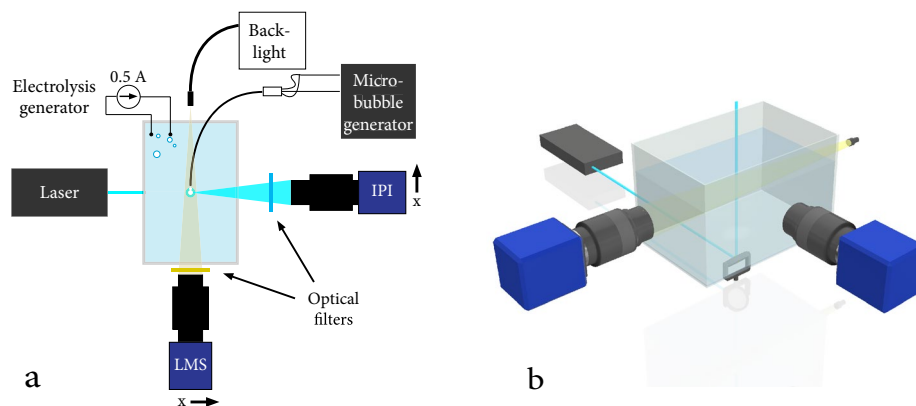 Back-
light
0.5 A
Electrolysis
generator
Micro-
bubble
generator
Laser
IPI
x
Optical
filters
LMS
x
a
b